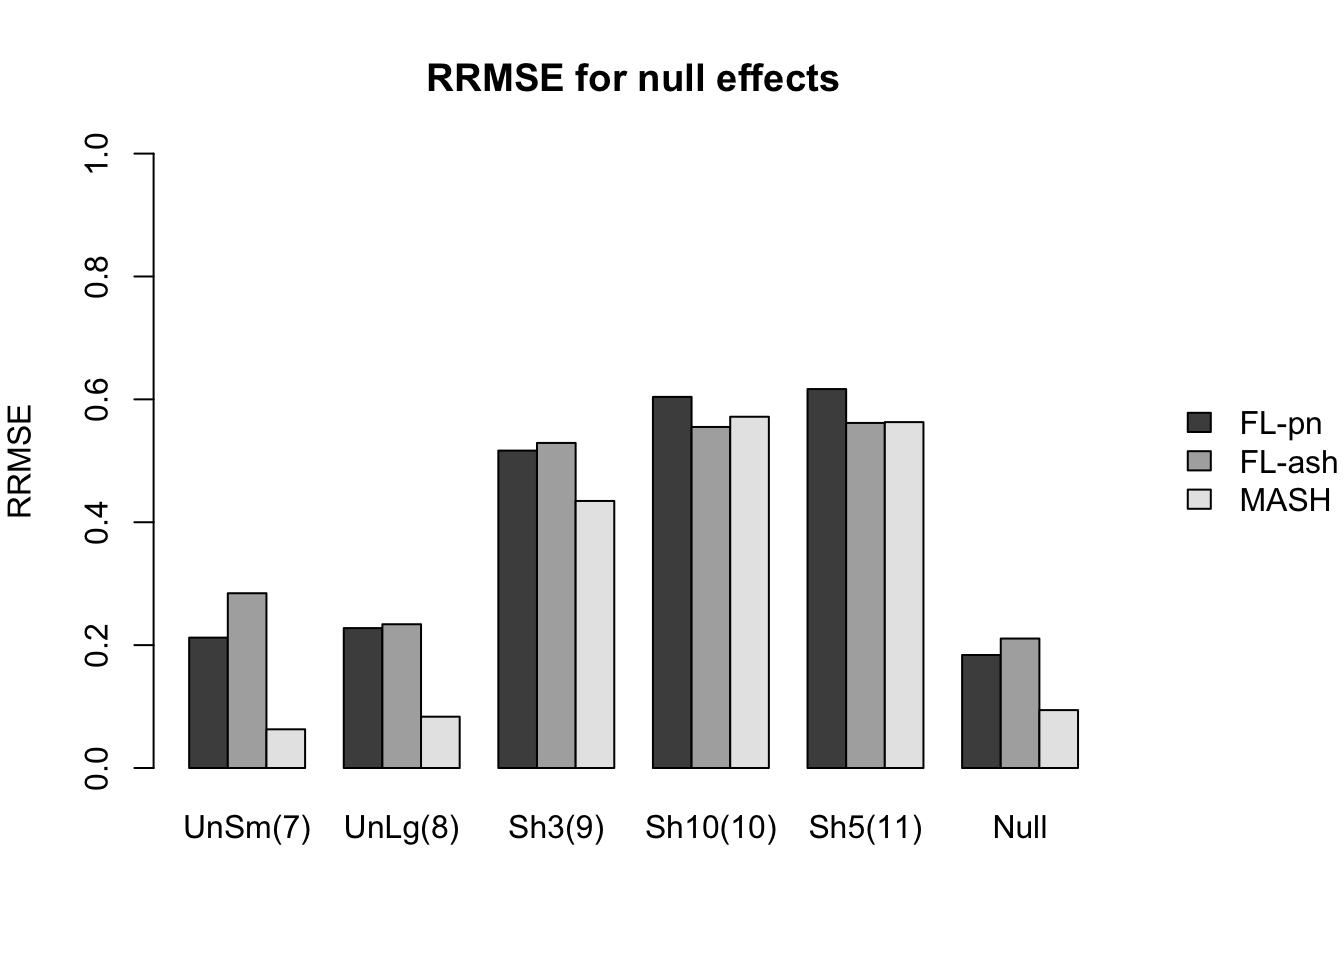 RRMSE for null effects
RRMSE
1.0
0.8
0.6
0.4
0.2
0.0
UnSm(7) UnLg(8) Sh3(9) Sh10(10) Sh5(11) Null
FL-pn
FL-ash
MASH